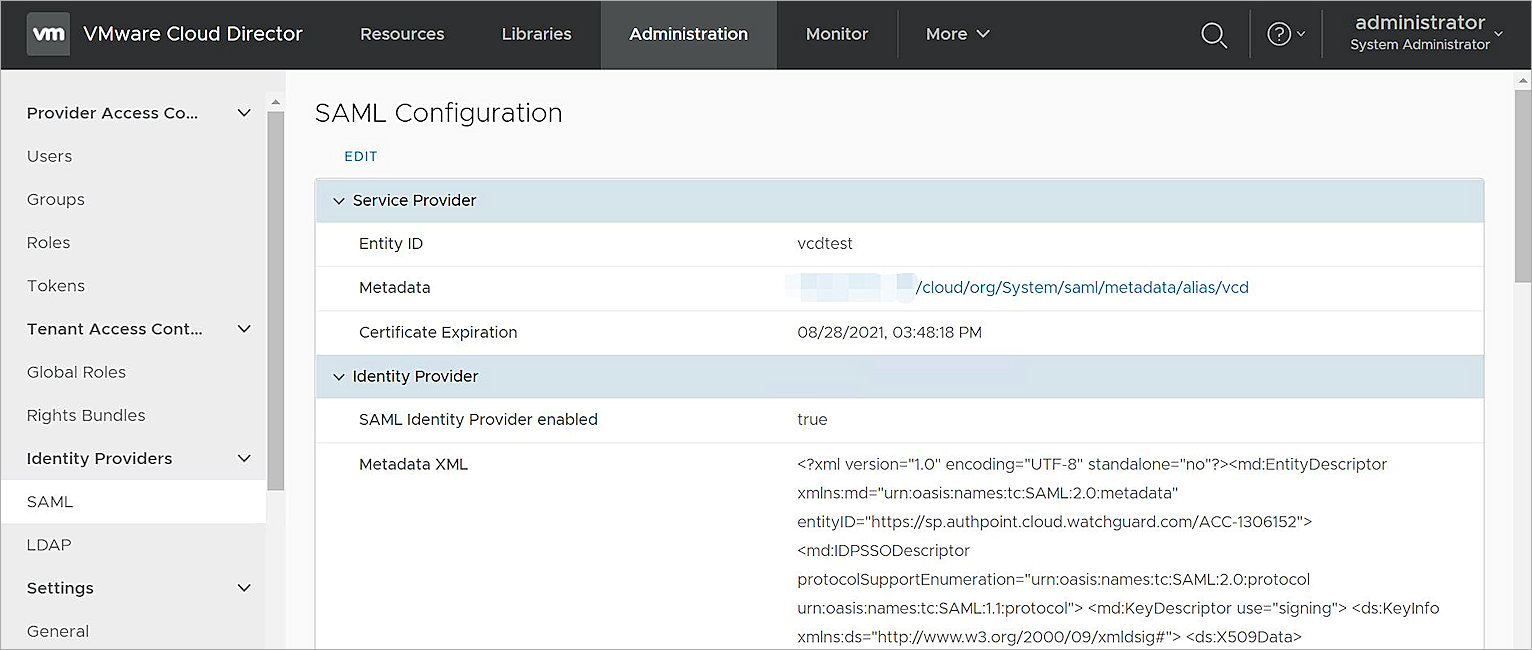 vm VMware Cloud Director Resources Libraries Administration Monitor More administrator
System Administrator
Provider Access Co...
Users
Groups
Roles
Tokens
Tenant Access Cont...
Global Roles
Rights Bundles
Identity Providers
SAML
LDAP
Settings
General
SAML Configuration
EDIT
Service Provider
Entity ID vcdtest
Metadata /cloud/org/System/saml/metadata/alias/vcd
Certificate Expiration 08/28/2021, 03:48:18 PM
Identity Provider
SAML Identity Provider enabled true
Metadata XML <?xml version="1.0" encoding="UTF-8" standalone="no"?><md:EntityDescriptor
xmlns:md="urn:oasis:names:tc:SAML:2.0:metadata"
entityID="https://sp.authpoint.cloud.watchguard.com/ACC-1306152">
<md:IDPSSODescriptor
protocolSupportEnumeration="urn:oasis:names:tc:SAML:2.0:protocol
urn:oasis:names:tc:SAML:1.1:protocol"> <md:KeyDescriptor use="signing"> <ds:KeyInfo
xmlns:ds="http://www.w3.org/2000/09/xmldsig#"> <ds:X509Data>